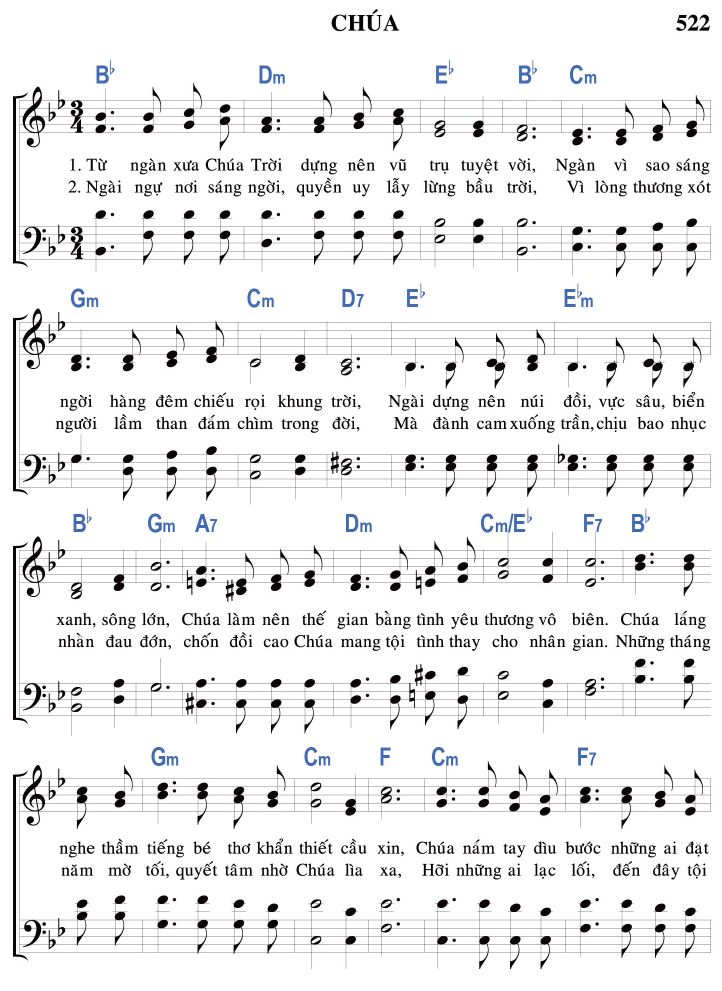 CHÚA 522
B♭ Dm E♭ B♭ Cm
3/4
1. Từ ngàn xưa Chúa Trời dựng nên vũ trụ tuyệt vời, Ngàn vì sao sáng
2. Ngài ngự nơi sáng ngời, quyền uy lẫy lừng bầu trời, Vì lòng thương xót
3/4
Gm Cm D7 E♭ E♭m
ngời hàng đêm chiếu rọi khung trời, Ngài dựng nên núi đồi, vực sâu, biển
người lầm than đắm chìm trong đời, Mà đành cam xuống trần, chịu bao nhục
B♭ Gm A7 Dm Cm/E♭ F7 B♭
xanh, sông lớn, Chúa làm nên thế gian bằng tình yêu thương vô biên. Chúa lắng
nhằn đau đớn, chốn đồi cao Chúa mang tội tình thay cho nhân gian. Những tháng
Gm Cm F Cm F7
nghe thầm tiếng bé thơ khẩn thiết cầu xin, Chúa nắm tay dìu bước những ai đạt
năm mờ tối, quyết tâm nhờ Chúa lìa xa, Hỡi những ai lạc lối, đến đây tội